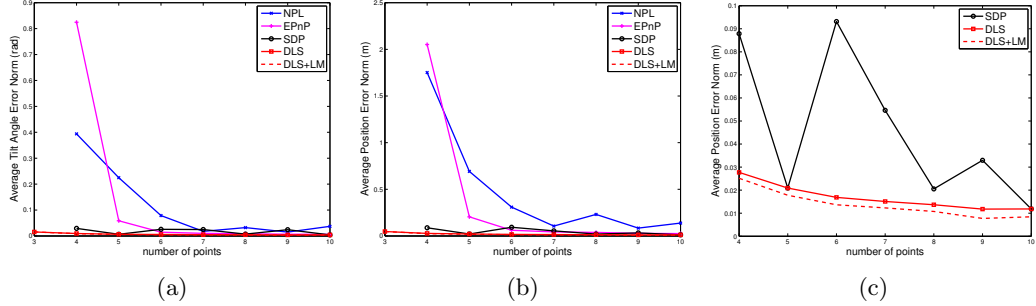 0.9
0.8
0.7
0.6
0.5
0.4
0.3
0.2
0.1
0
3
4
5
6
7
8
9
10
Average Tilt Angle Error Norm (rad)
number of points
NPL
EPnP
SDP
DLS
DLS+LM
(a)
2.5
2
1.5
1
0.5
0
3
4
5
6
7
8
9
10
Average Position Error Norm (m)
number of points
NPL
EPnP
SDP
DLS
DLS+LM
(b)
0.1
0.09
0.08
0.07
0.06
0.05
0.04
0.03
0.02
0.01
0
4
5
6
7
8
9
10
Average Position Error Norm (m)
number of points
SDP
DLS
DLS+LM
(c)